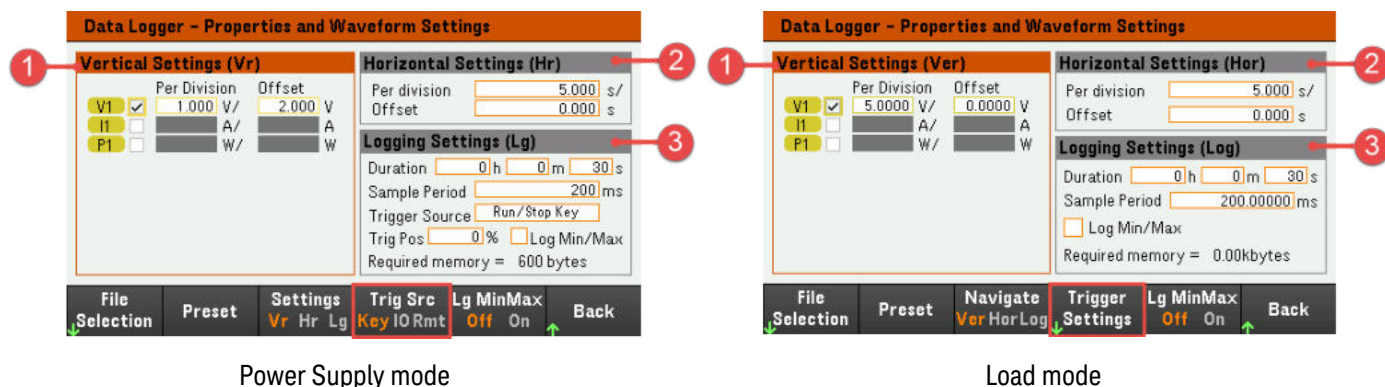 Data Logger - Properties and Waveform Settings
1
Vertical Settings (Vr)
Per Division Offset
V1 1.000 V/ 2.000 V
I1 A/ A
P1 W/ W
Horizontal Settings (Hr)
2
Per division 5.000 s/
Offset 0.000 s
Logging Settings (Lg)
3
Duration 0 h 0 m 30 s
Sample Period 200 ms
Trigger Source Run/Stop Key
Trig Pos 0 % Log Min/Max
Required memory = 600 bytes
File Selection
Preset
Settings
Vr Hr Lg
Trig Src
Key IO Rmt
Lg MinMax
Off On
Back
Power Supply mode
Data Logger - Properties and Waveform Settings
1
Vertical Settings (Ver)
Per Division Offset
V1 5.0000 V/ 0.0000 V
I1 A/ A
P1 W/ W
Horizontal Settings (Hor)
2
Per division 5.000 s/
Offset 0.000 s
Logging Settings (Log)
3
Duration 0 h 0 m 30 s
Sample Period 200.00000 ms
Log Min/Max
Required memory = 0.00kbytes
File Selection
Preset
Navigate
Ver Hor Log
Trigger Settings
Lg MinMax
Off On
Back
Load mode